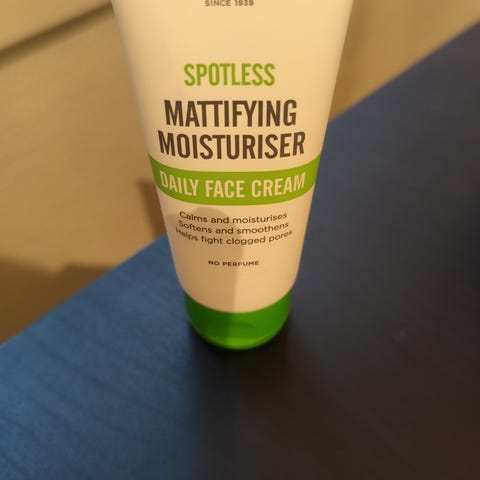 SINCE 1939
SPOTLESS
MATTIFYING
MOISTURISER
DAILY FACE CREAM
Calms and moisturises
Softens and smoothens
Helps fight clogged pores
NO PERFUME